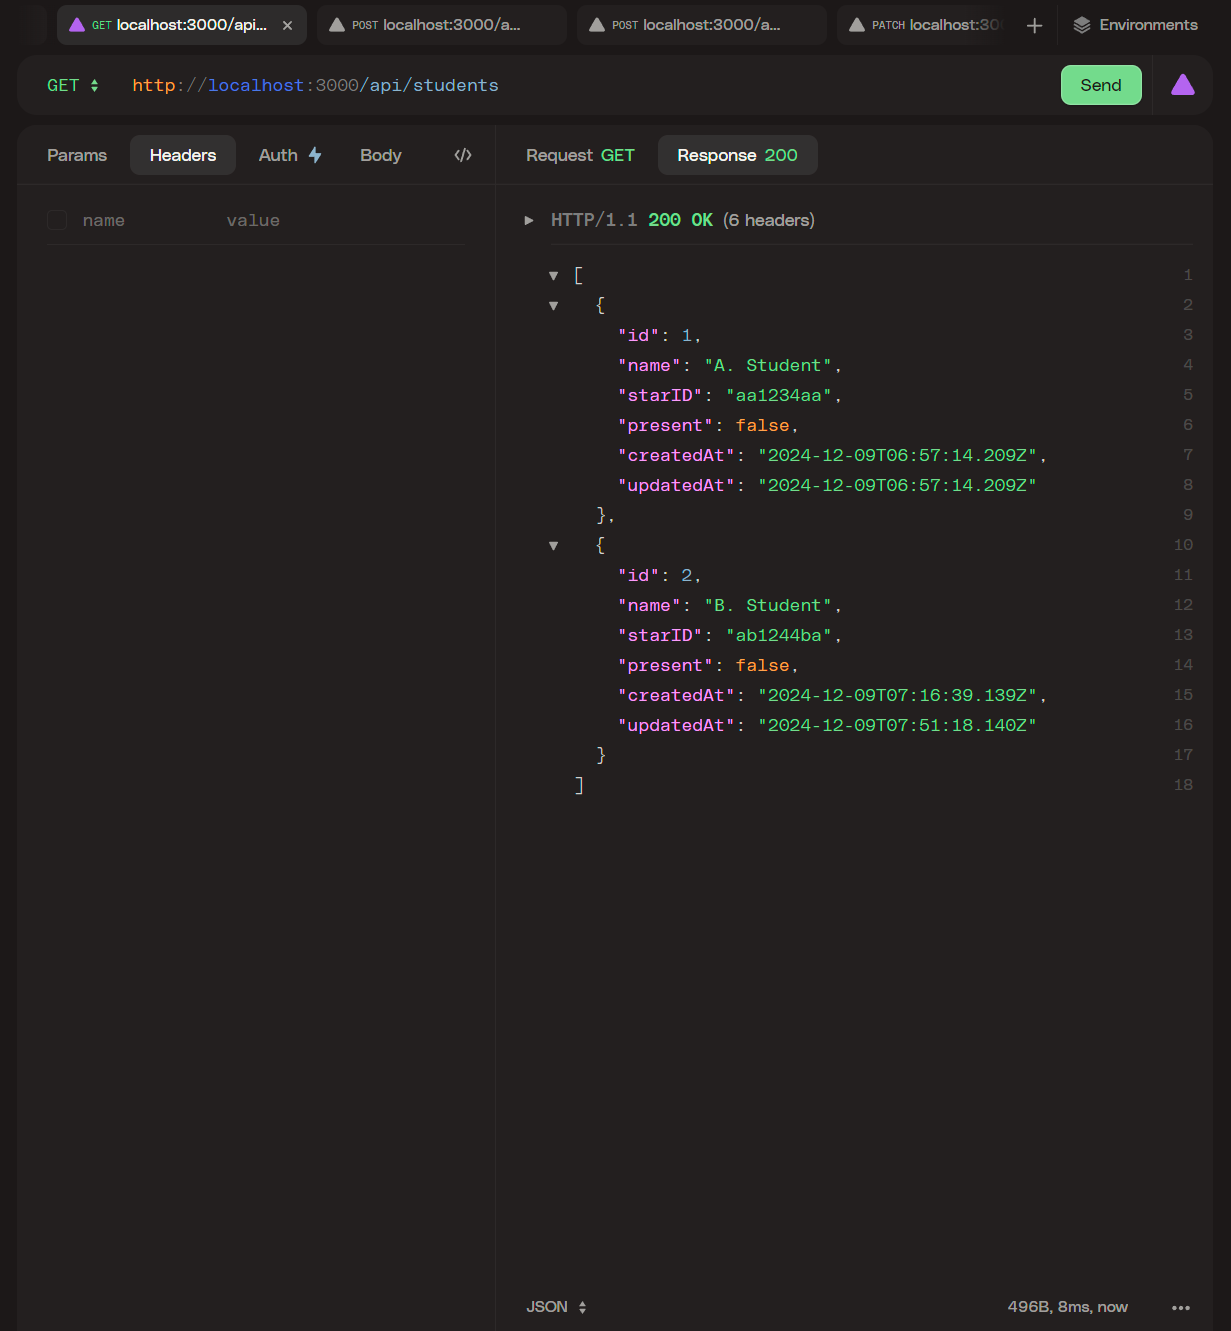 GET localhost:3000/api... ×
POST localhost:3000/a...
POST localhost:3000/a...
PATCH localhost:300
Environments
GET http://localhost:3000/api/students
Send
Params Headers Auth Body </>
Request GET Response 200
name value
HTTP/1.1 200 OK (6 headers)
[ 1
{ 2
"id": 1, 3
"name": "A. Student", 4
"starID": "aa1234aa", 5
"present": false, 6
"createdAt": "2024-12-09T06:57:14.209Z", 7
"updatedAt": "2024-12-09T06:57:14.209Z" 8
}, 9
{ 10
"id": 2, 11
"name": "B. Student", 12
"starID": "ab1244ba", 13
"present": false, 14
"createdAt": "2024-12-09T07:16:39.139Z", 15
"updatedAt": "2024-12-09T07:51:18.140Z" 16
} 17
] 18
JSON 496B, 8ms, now